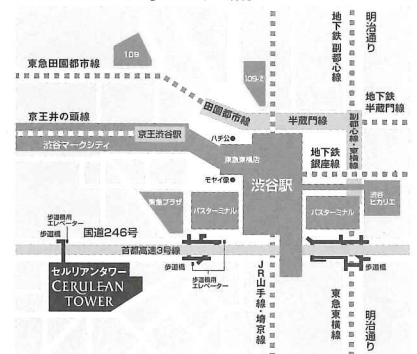 109
109-2
東急田園都市線
田園都市線
半蔵門線
地下鉄
半蔵門線
地下鉄 副都心線
明治通り
副都心線・東横線
京王井の頭線
京王渋谷駅
渋谷マークシティ
ハチ公
東急東横店
モヤイ像
渋谷駅
地下鉄
銀座線
渋谷
ヒカリエ
東急プラザ
バスターミナル
バスターミナル
歩道橋用
エレベーター
国道246号
首都高速3号線
歩道橋
歩道橋
歩道橋用
エレベーター
歩道橋
セルリアンタワー
CERULEAN
TOWER
JR山手線・埼京線
東急東横線
明治通り